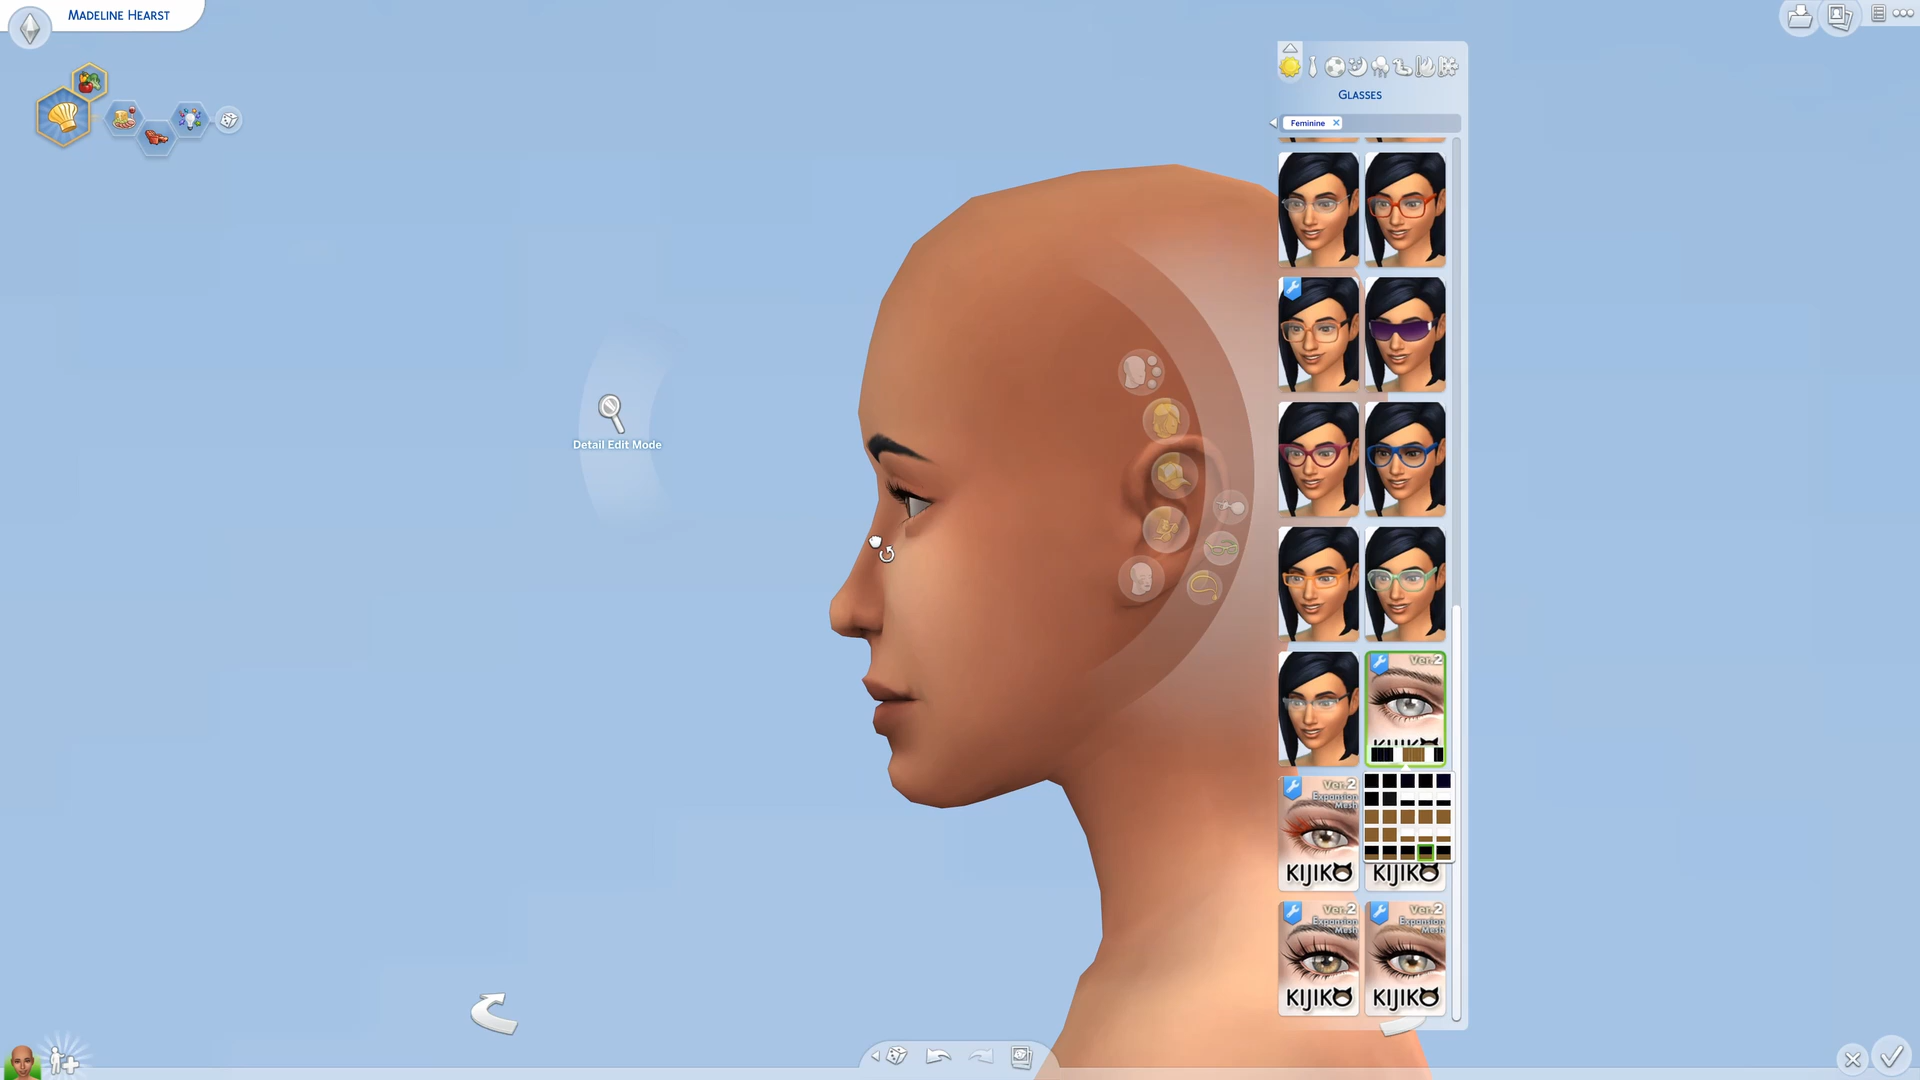 Madeline Hearst
Glasses
Feminine
Detail Edit Mode
Ver.2
KIJIKO
Ver.2
Expansion
Mesh
KIJIKO
KIJIKO
Ver.2
Expansion
Mesh
KIJIKO
Ver.2
Expansion
Mesh
KIJIKO